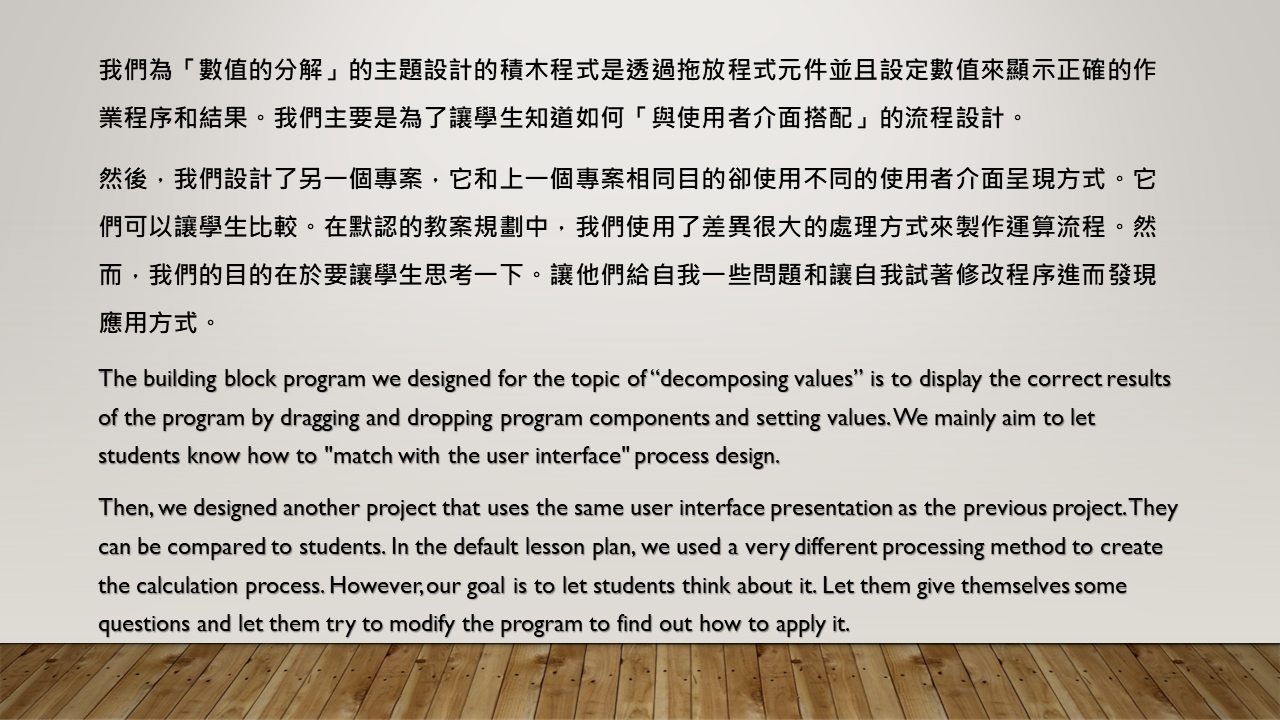 我們為「數值的分解」的主題設計的積木程式是透過拖放程式元件並且設定數值來顯示正確的作
業程序和結果。我們主要是為了讓學生知道如何「與使用者介面搭配」的流程設計。
然後，我們設計了另一個專案，它和上一個專案相同目的卻使用不同的使用者介面呈現方式。它
們可以讓學生比較。在默認的教案規劃中，我們使用了差異很大的處理方式來製作運算流程。然
而，我們的目的在於要讓學生思考一下。讓他們給自我一些問題和讓自我試著修改程序進而發現
應用方式。
The building block program we designed for the topic of “decomposing values” is to display the correct results
of the program by dragging and dropping program components and setting values. We mainly aim to let
students know how to "match with the user interface" process design.
Then, we designed another project that uses the same user interface presentation as the previous project. They
can be compared to students. In the default lesson plan, we used a very different processing method to create
the calculation process. However, our goal is to let students think about it. Let them give themselves some
questions and let them try to modify the program to find out how to apply it.